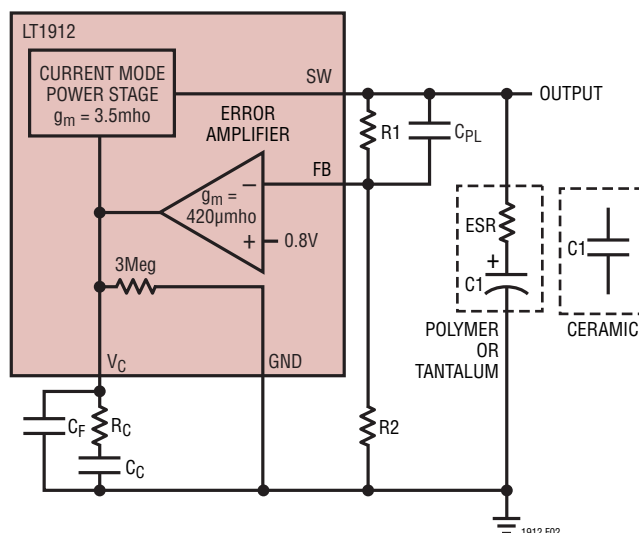 LT1912
CURRENT MODE
POWER STAGE
gm = 3.5mho
SW
OUTPUT
ERROR
AMPLIFIER
R1
CPL
FB
gm =
420µmho
–
+
0.8V
ESR
+
C1
C1
3Meg
POLYMER
OR
TANTALUM
CERAMIC
VC
GND
CF
RC
CC
R2
1912 F02